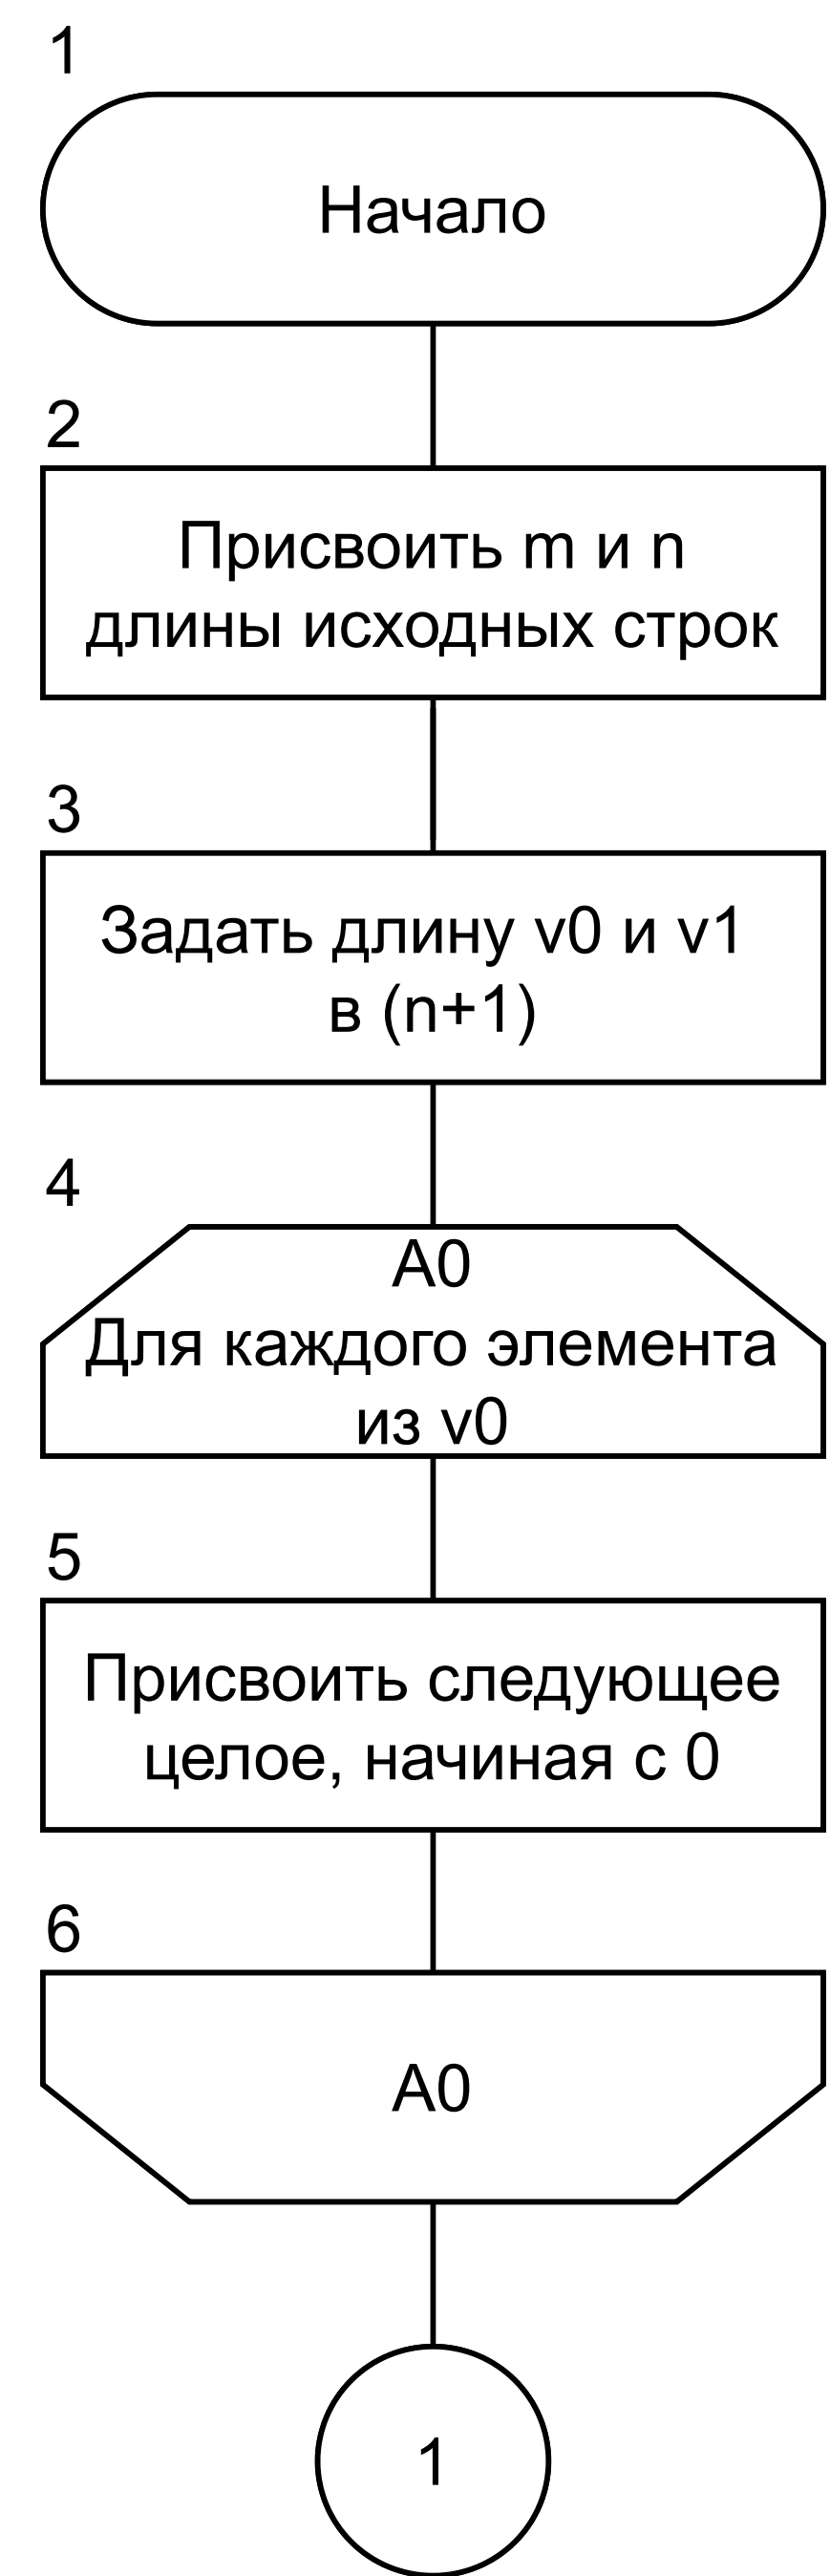 1
Начало
2
Присвоить m и n
длины исходных строк
3
Задать длину v0 и v1
в (n+1)
4
A0
Для каждого элемента
из v0
5
Присвоить следующее
целое, начиная с 0
6
A0
1